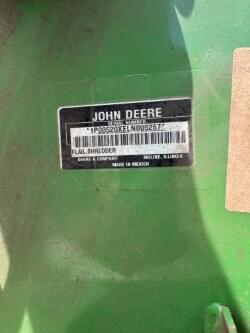 JOHN DEERE
SERIAL NUMBER
*1P00520XELN005267*
FLAIL SHREDDER
DEERE & COMPANY MOLINE, ILLINOIS
MADE IN MEXICO